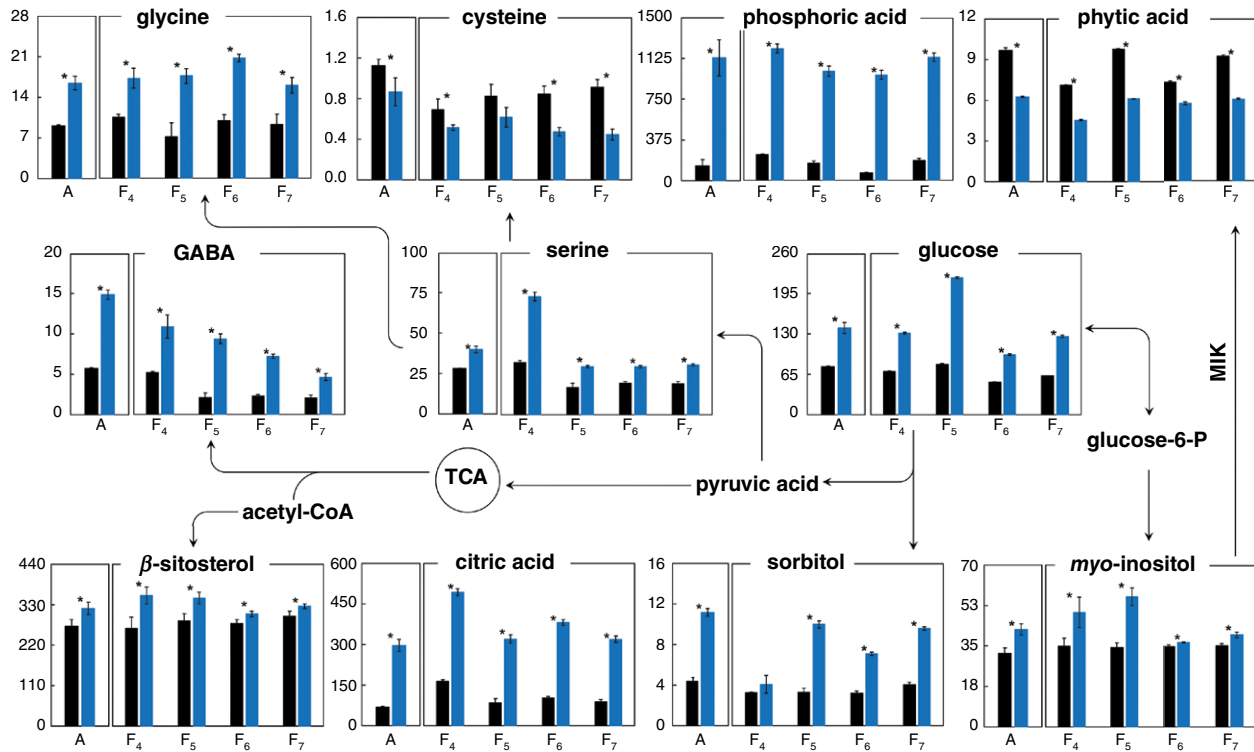 glycine
28
21
14
7
0
A F4 F5 F6 F7
* * * * *
cysteine
1.6
1.2
0.8
0.4
0.0
A F4 F5 F6 F7
* * * *
phosphoric acid
1500
1125
750
375
0
A F4 F5 F6 F7
* * * * *
phytic acid
12
9
6
3
0
A F4 F5 F6 F7
* * * * *
GABA
20
15
10
5
0
A F4 F5 F6 F7
* * * * *
serine
100
75
50
25
0
A F4 F5 F6 F7
* * * * *
glucose
260
195
130
65
0
A F4 F5 F6 F7
* * * * *
MIK
glucose-6-P
TCA
pyruvic acid
acetyl-CoA
β-sitosterol
440
330
220
110
0
A F4 F5 F6 F7
* * * * *
citric acid
600
450
300
150
0
A F4 F5 F6 F7
* * * * *
sorbitol
16
12
8
4
0
A F4 F5 F6 F7
* * * *
myo-inositol
70
53
35
18
0
A F4 F5 F6 F7
* * * * *